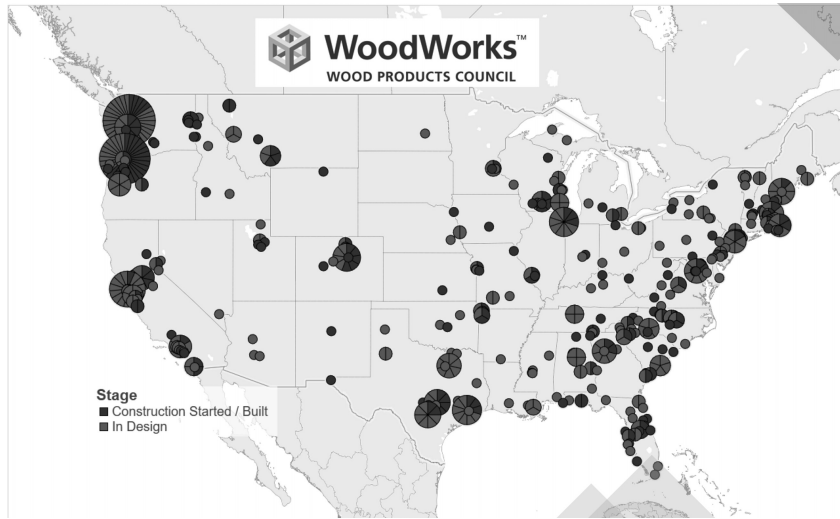 WoodWorks™
WOOD PRODUCTS COUNCIL
Stage
Construction Started / Built
In Design